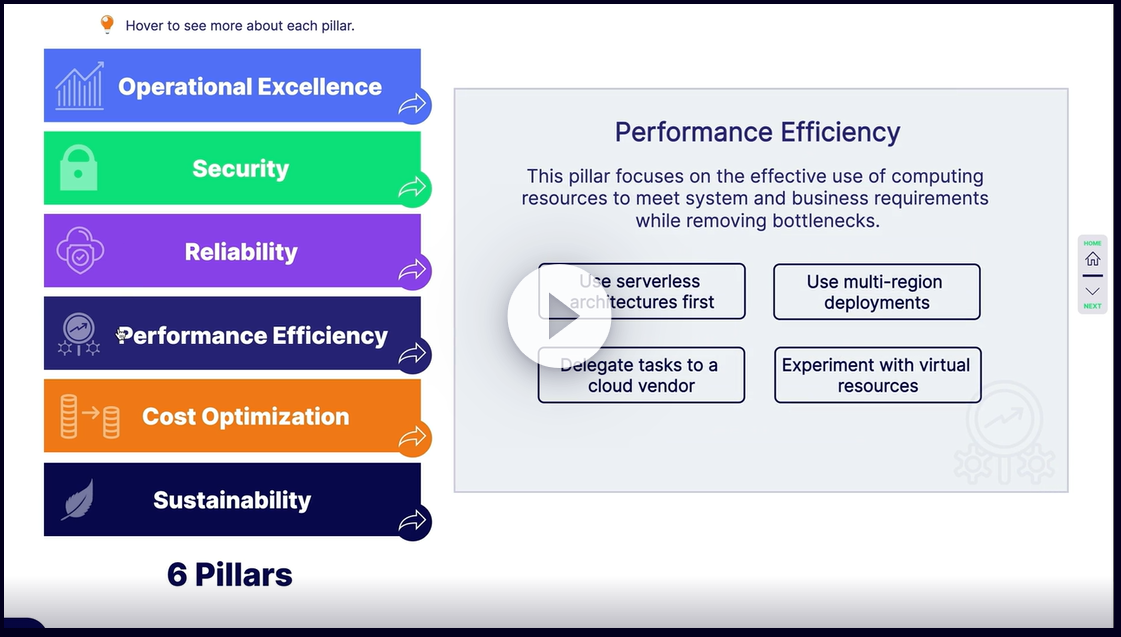 Hover to see more about each pillar.
Operational Excellence
Security
Reliability
Performance Efficiency
Cost Optimization
Sustainability
6 Pillars
Performance Efficiency
This pillar focuses on the effective use of computing
resources to meet system and business requirements
while removing bottlenecks.
Use serverless
architectures first
Use multi-region
deployments
Delegate tasks to a
cloud vendor
Experiment with virtual
resources
HOME
NEXT